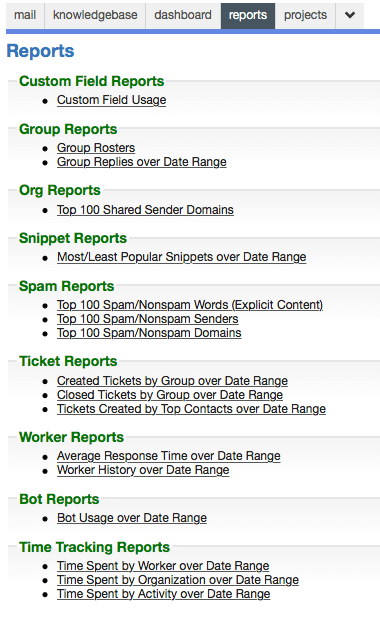 mail knowledgebase dashboard reports projects
Reports
Custom Field Reports
Custom Field Usage
Group Reports
Group Rosters
Group Replies over Date Range
Org Reports
Top 100 Shared Sender Domains
Snippet Reports
Most/Least Popular Snippets over Date Range
Spam Reports
Top 100 Spam/Nonspam Words (Explicit Content)
Top 100 Spam/Nonspam Senders
Top 100 Spam/Nonspam Domains
Ticket Reports
Created Tickets by Group over Date Range
Closed Tickets by Group over Date Range
Tickets Created by Top Contacts over Date Range
Worker Reports
Average Response Time over Date Range
Worker History over Date Range
Bot Reports
Bot Usage over Date Range
Time Tracking Reports
Time Spent by Worker over Date Range
Time Spent by Organization over Date Range
Time Spent by Activity over Date Range